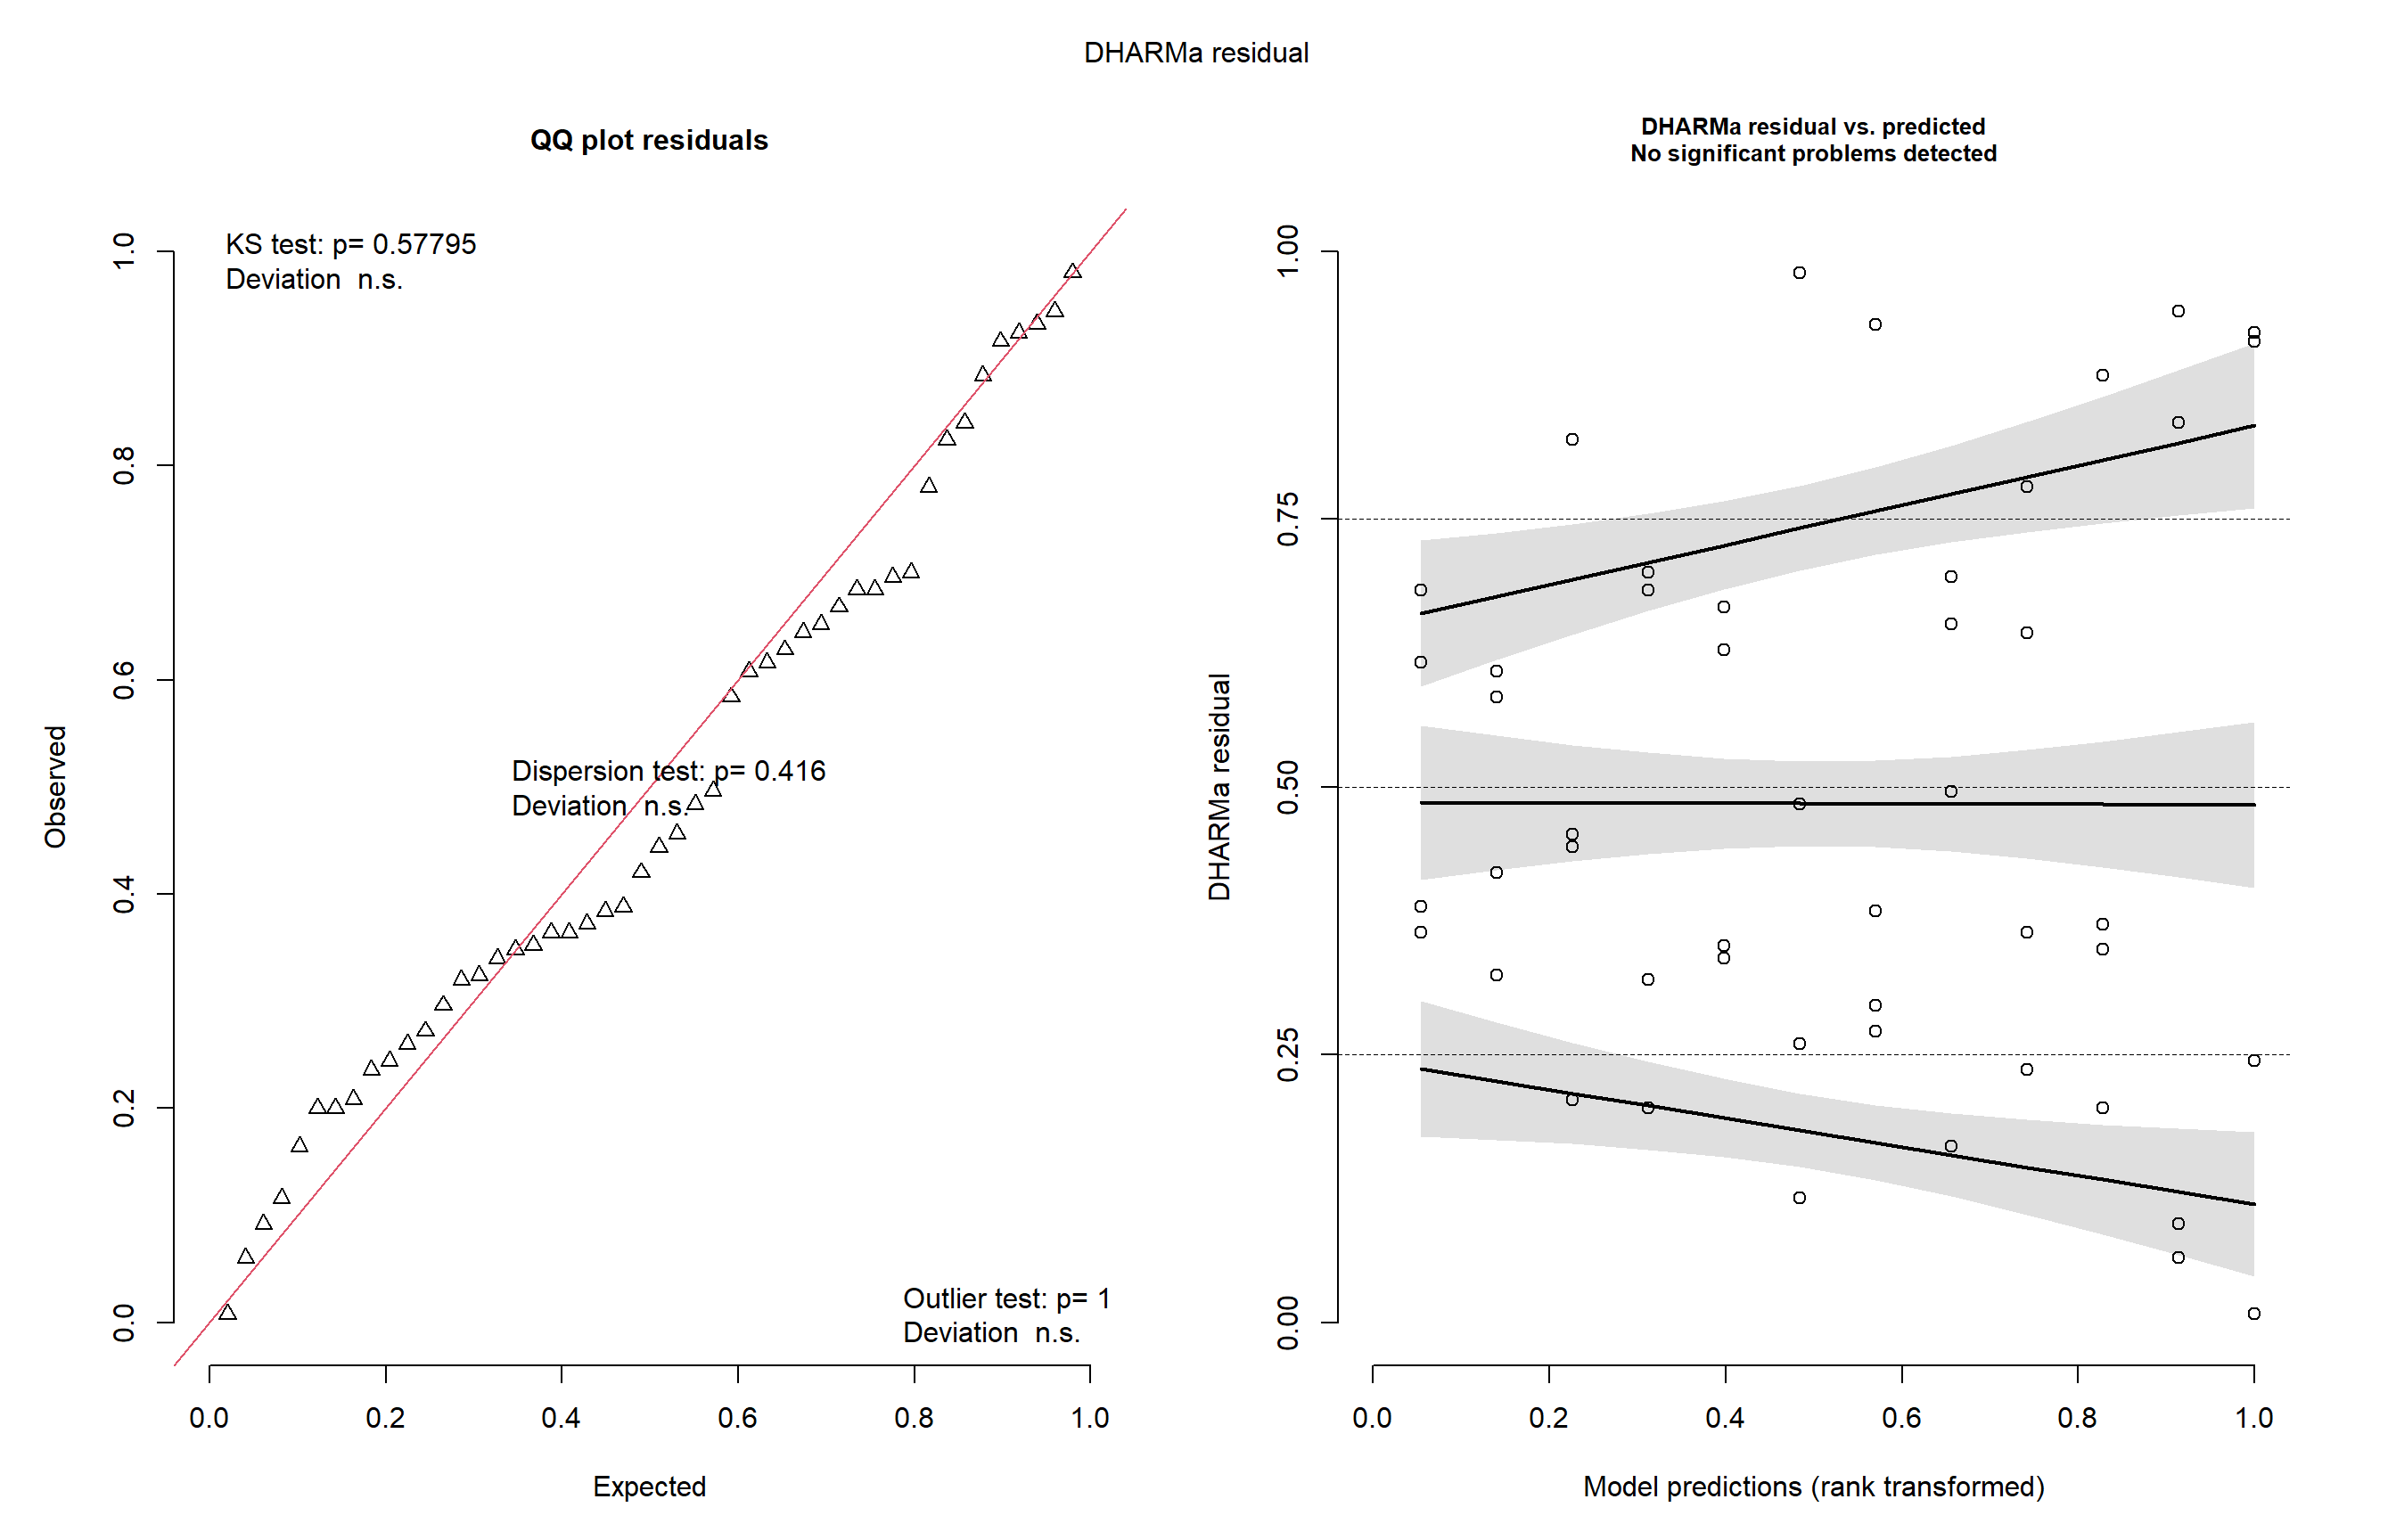 DHARMa residual
QQ plot residuals
KS test: p= 0.57795
Deviation  n.s.
Dispersion test: p= 0.416
Deviation  n.s.
Outlier test: p= 1
Deviation  n.s.
Observed
1.0
0.8
0.6
0.4
0.2
0.0
0.0 0.2 0.4 0.6 0.8 1.0
Expected
DHARMa residual vs. predicted
No significant problems detected
DHARMa residual
1.00
0.75
0.50
0.25
0.00
0.0 0.2 0.4 0.6 0.8 1.0
Model predictions (rank transformed)